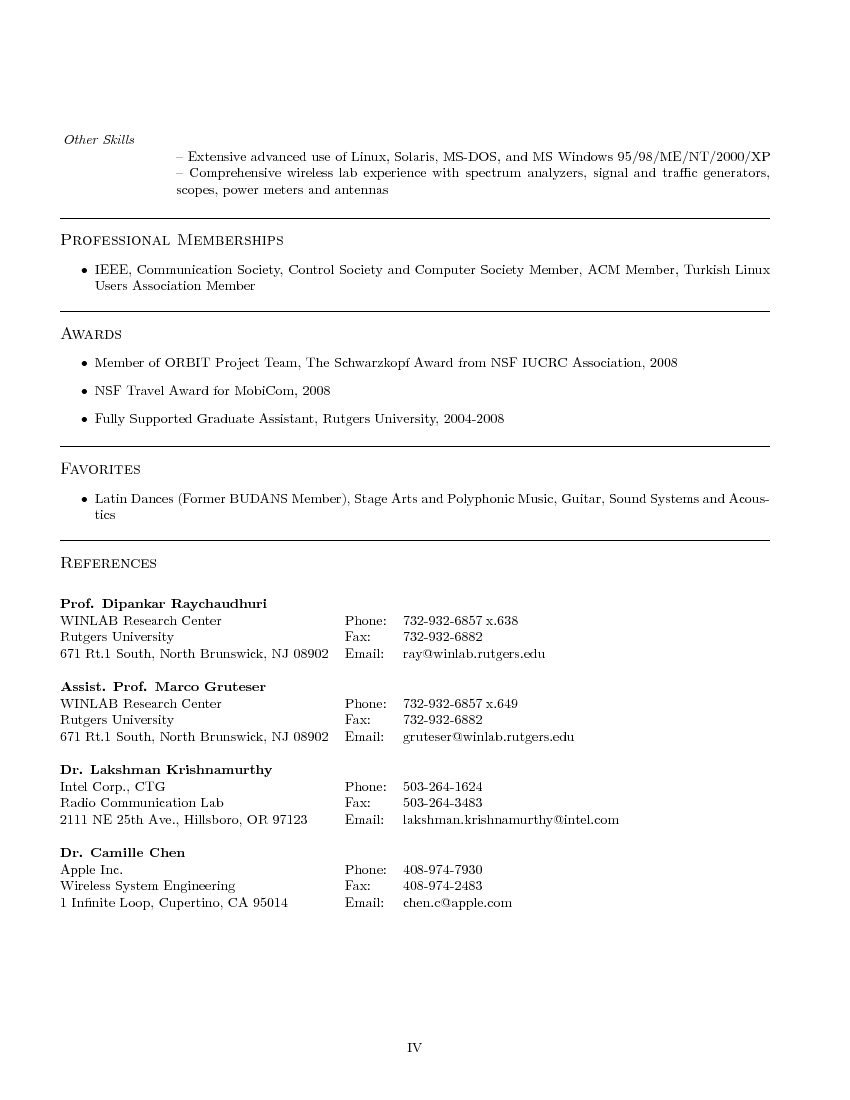 Other Skills
– Extensive advanced use of Linux, Solaris, MS-DOS, and MS Windows 95/98/ME/NT/2000/XP
– Comprehensive wireless lab experience with spectrum analyzers, signal and traffic generators,
scopes, power meters and antennas
Professional Memberships
• IEEE, Communication Society, Control Society and Computer Society Member, ACM Member, Turkish Linux
Users Association Member
Awards
• Member of ORBIT Project Team, The Schwarzkopf Award from NSF IUCRC Association, 2008
• NSF Travel Award for MobiCom, 2008
• Fully Supported Graduate Assistant, Rutgers University, 2004-2008
Favorites
• Latin Dances (Former BUDANS Member), Stage Arts and Polyphonic Music, Guitar, Sound Systems and Acous-
tics
References
Prof. Dipankar Raychaudhuri
WINLAB Research Center Phone: 732-932-6857 x.638
Rutgers University Fax: 732-932-6882
671 Rt.1 South, North Brunswick, NJ 08902 Email: ray@winlab.rutgers.edu
Assist. Prof. Marco Gruteser
WINLAB Research Center Phone: 732-932-6857 x.649
Rutgers University Fax: 732-932-6882
671 Rt.1 South, North Brunswick, NJ 08902 Email: gruteser@winlab.rutgers.edu
Dr. Lakshman Krishnamurthy
Intel Corp., CTG Phone: 503-264-1624
Radio Communication Lab Fax: 503-264-3483
2111 NE 25th Ave., Hillsboro, OR 97123 Email: lakshman.krishnamurthy@intel.com
Dr. Camille Chen
Apple Inc. Phone: 408-974-7930
Wireless System Engineering Fax: 408-974-2483
1 Infinite Loop, Cupertino, CA 95014 Email: chen.c@apple.com
IV